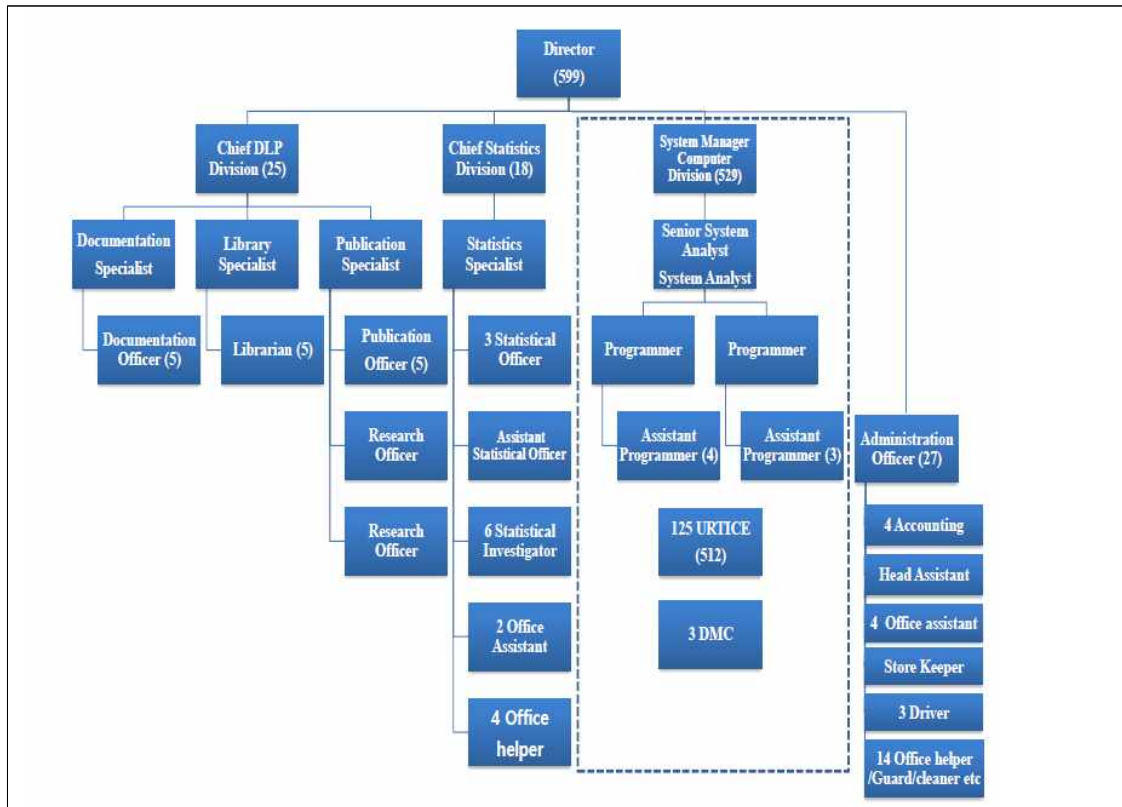 Director
(599)
Chief DLP
Division (25)
Chief Statistics
Division (18)
System Manager
Computer
Division (529)
Documentation
Specialist
Library
Specialist
Publication
Specialist
Statistics
Specialist
Senior System
Analyst
System Analyst
Documentation
Officer (5)
Librarian (5)
Publication
Officer (5)
3 Statistical
Officer
Programmer
Programmer
Research
Officer
Assistant
Statistical Officer
Assistant
Programmer (4)
Assistant
Programmer (3)
Administration
Officer (27)
Research
Officer
6 Statistical
Investigator
125 URTICE
(512)
4 Accounting
Head Assistant
2 Office
Assistant
3 DMC
4 Office assistant
Store Keeper
4 Office
helper
3 Driver
14 Office helper
/Guard/cleaner etc